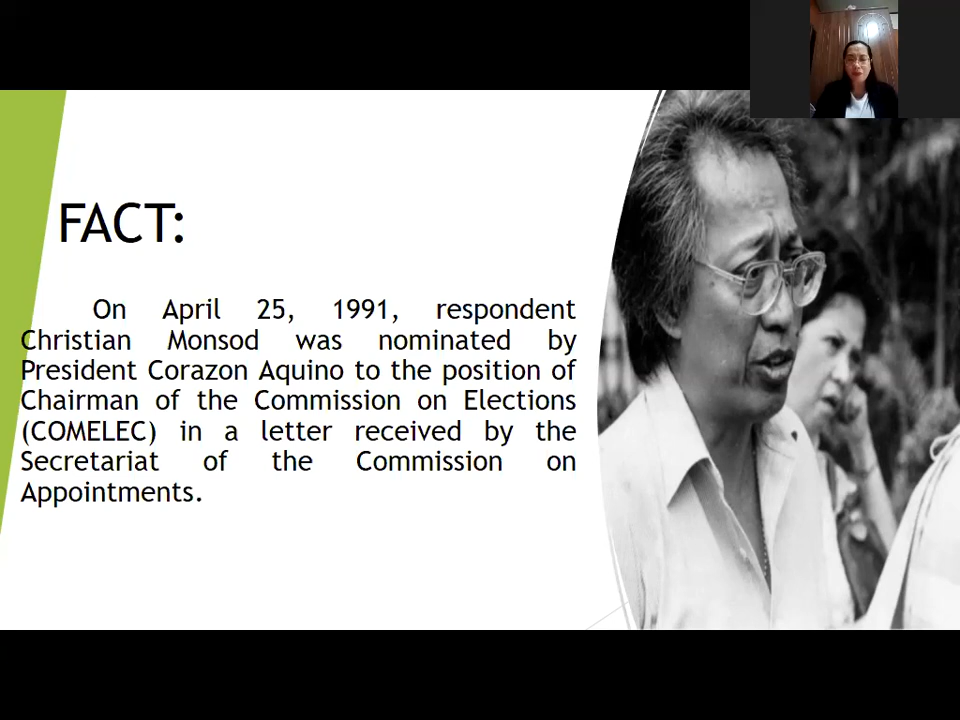 FACT:
On April 25, 1991, respondent
Christian Monsod was nominated by
President Corazon Aquino to the position of
Chairman of the Commission on Elections
(COMELEC) in a letter received by the
Secretariat of the Commission on
Appointments.